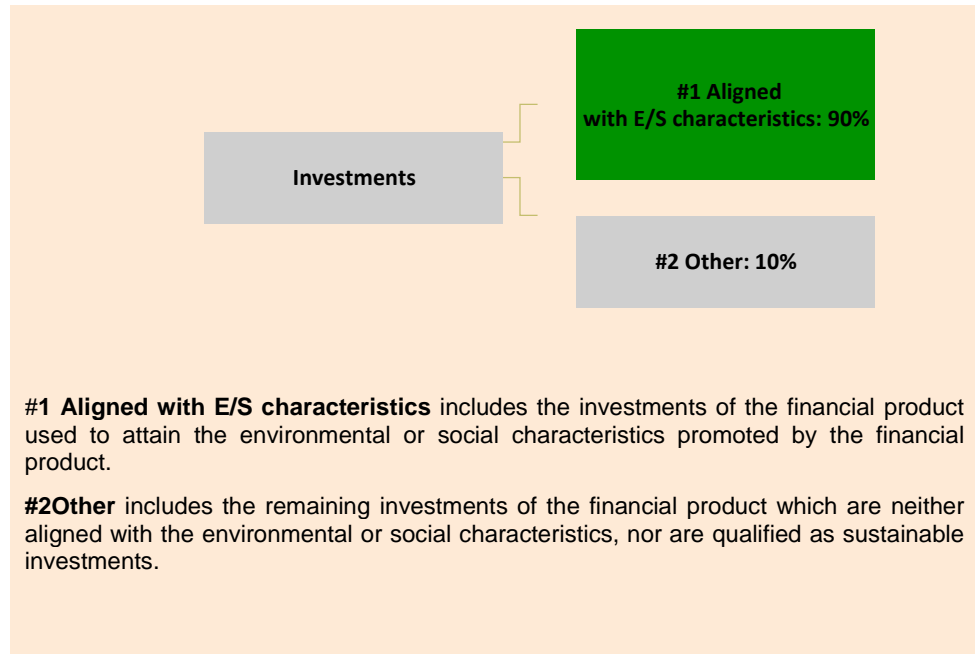 #1 Aligned
with E/S characteristics: 90%
Investments
#2 Other: 10%
#1 Aligned with E/S characteristics includes the investments of the financial product
used to attain the environmental or social characteristics promoted by the financial
product.
#2Other includes the remaining investments of the financial product which are neither
aligned with the environmental or social characteristics, nor are qualified as sustainable
investments.